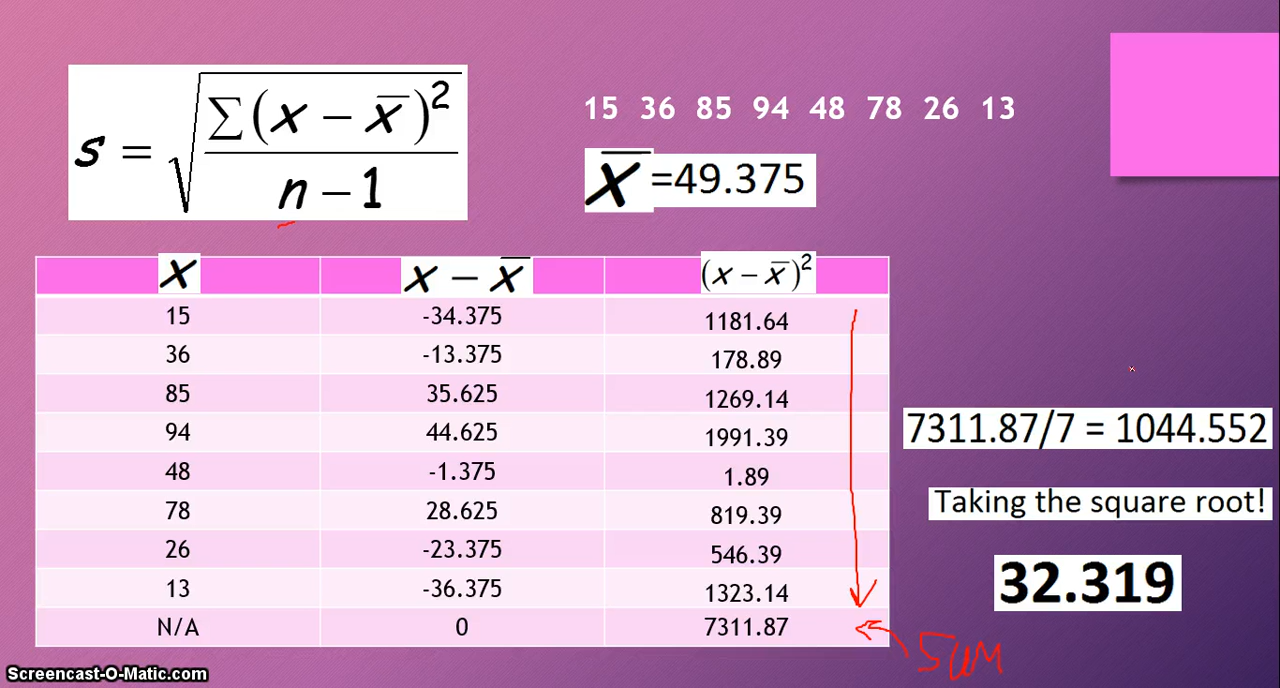 s = √(∑(x − x̅)² / (n − 1))
15 36 85 94 48 78 26 13
x̅ =49.375
x	x − x̅	(x − x̅)²
15	-34.375	1181.64
36	-13.375	178.89
85	35.625	1269.14
94	44.625	1991.39
48	-1.375	1.89
78	28.625	819.39
26	-23.375	546.39
13	-36.375	1323.14
N/A	0	7311.87
SUM
7311.87/7 = 1044.552
Taking the square root!
32.319
Screencast-O-Matic.com